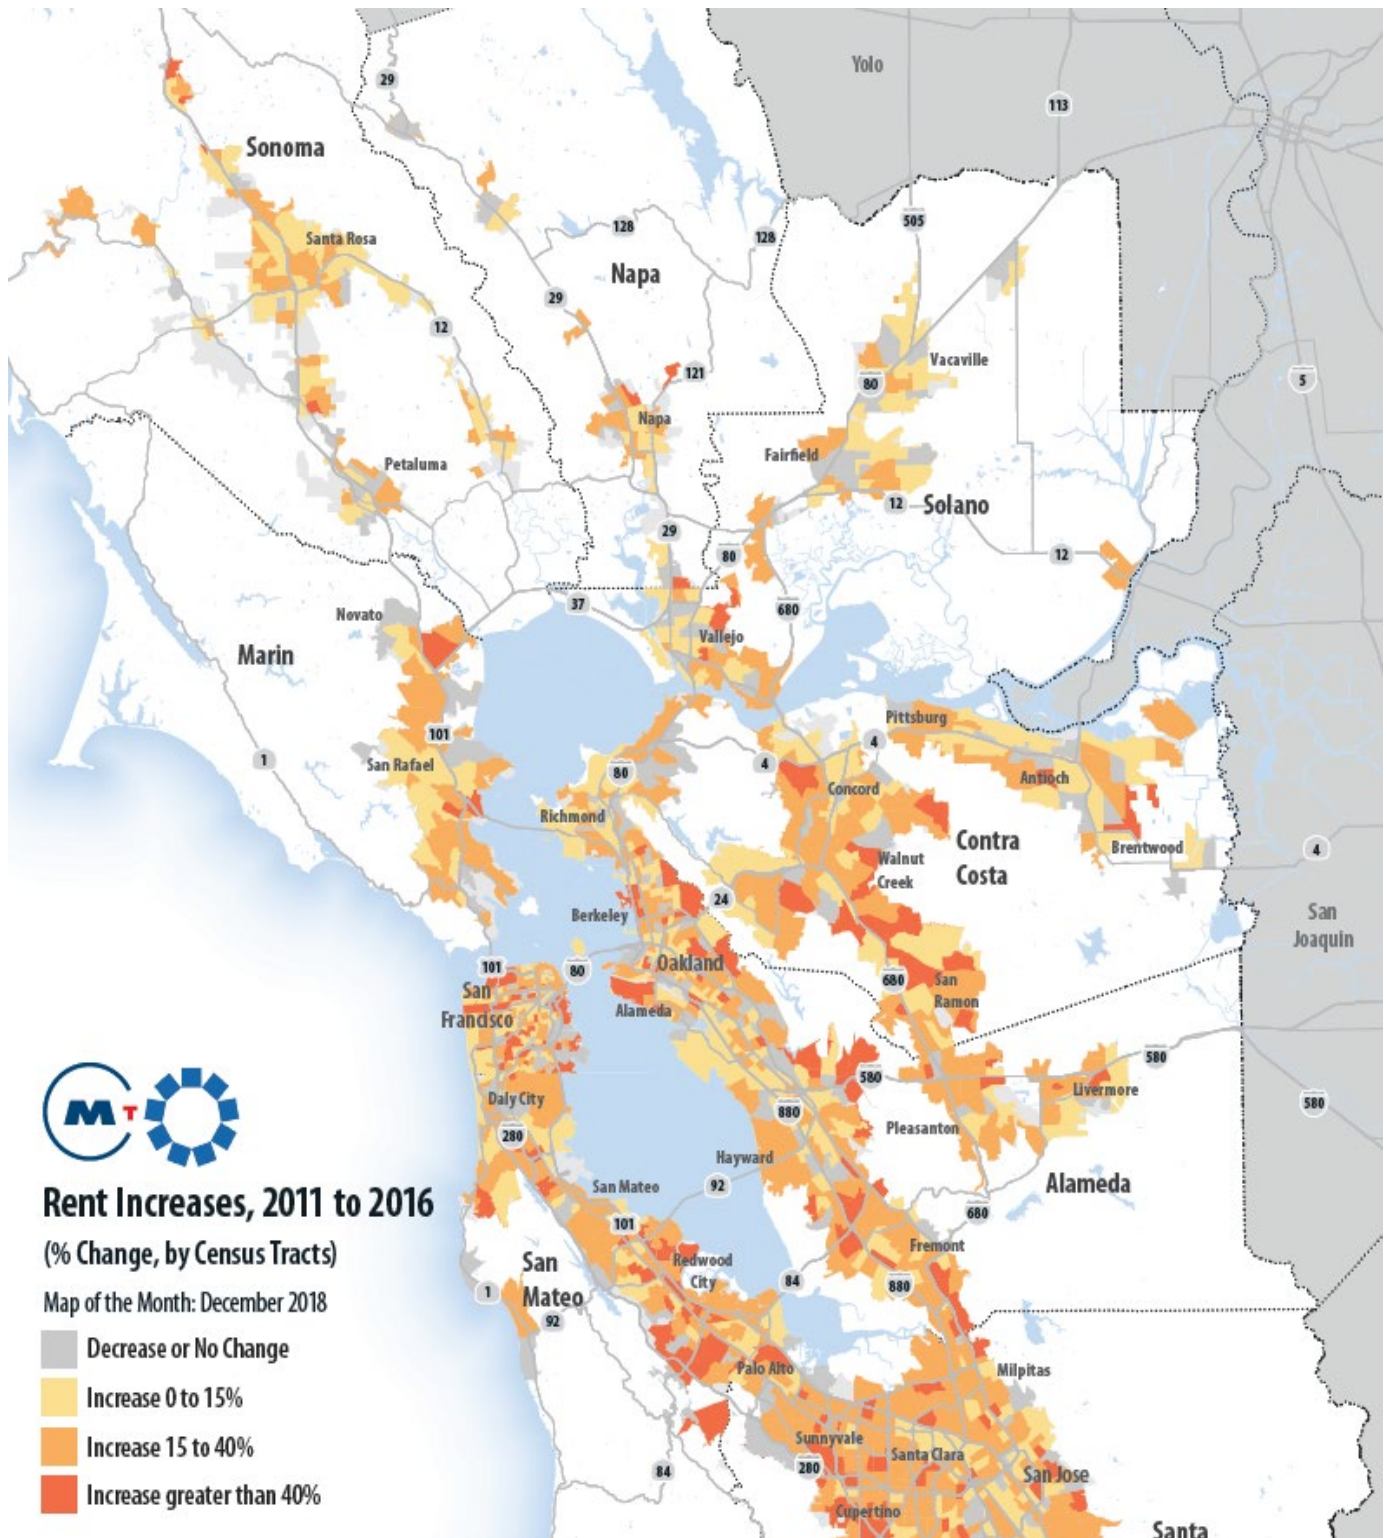 Yolo
29
113
Sonoma
505
128
128
Santa Rosa
Napa
29
12
Vacaville
121
80
5
Napa
Fairfield
Petaluma
12
Solano
29
80
12
37
680
Novato
Vallejo
Marin
Pittsburg
101
4
1
San Rafael
4
80
Antioch
Concord
Richmond
Contra
Costa
Brentwood
4
Walnut
Creek
24
Berkeley
San
Joaquin
101
80
Oakland
680
San
Ramon
San
Francisco
Alameda
580
580
Livermore
Daly City
880
580
280
Pleasanton
Hayward
92
San Mateo
Alameda
101
680
Fremont
San
Mateo
Redwood
City
84
880
1
92
Palo Alto
Milpitas
Sunnyvale
Santa Clara
280
84
San Jose
Cupertino
Santa
M T
Rent Increases, 2011 to 2016
(% Change, by Census Tracts)
Map of the Month: December 2018
Decrease or No Change
Increase 0 to 15%
Increase 15 to 40%
Increase greater than 40%